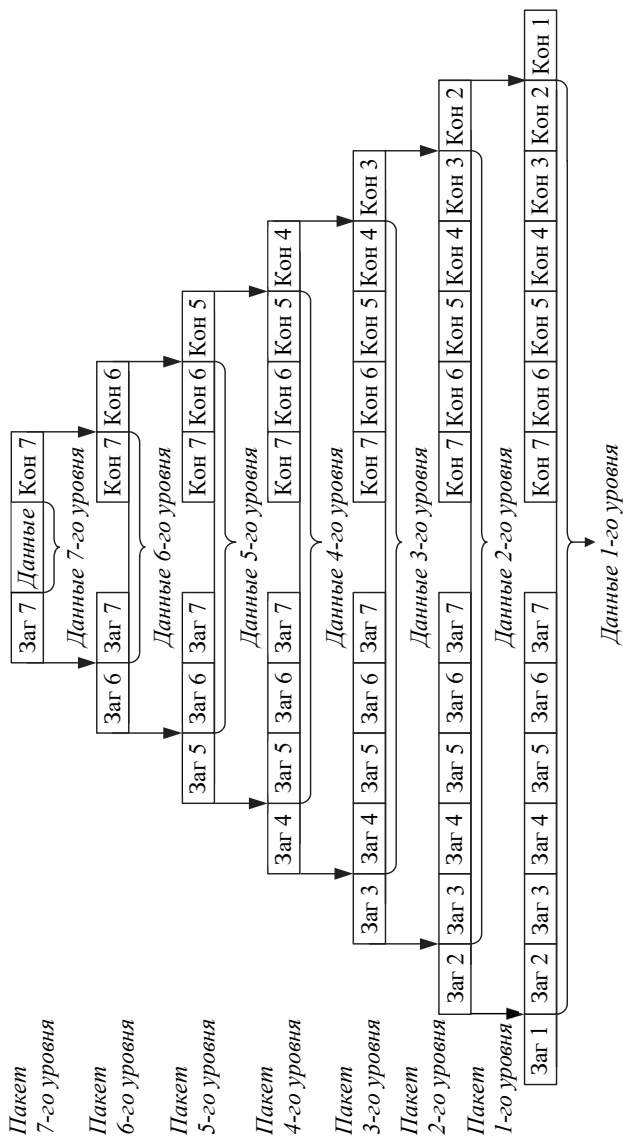 Пакет
7-го уровня
Заг 7
Данные
Кон 7
Данные 7-го уровня
Пакет
6-го уровня
Заг 6 Заг 7
Кон 7 Кон 6
Данные 6-го уровня
Пакет
5-го уровня
Заг 5 Заг 6 Заг 7
Кон 7 Кон 6 Кон 5
Данные 5-го уровня
Пакет
4-го уровня
Заг 4 Заг 5 Заг 6 Заг 7
Кон 7 Кон 6 Кон 5 Кон 4
Данные 4-го уровня
Пакет
3-го уровня
Заг 3 Заг 4 Заг 5 Заг 6 Заг 7
Кон 7 Кон 6 Кон 5 Кон 4 Кон 3
Данные 3-го уровня
Пакет
2-го уровня
Заг 2 Заг 3 Заг 4 Заг 5 Заг 6 Заг 7
Кон 7 Кон 6 Кон 5 Кон 4 Кон 3 Кон 2
Данные 2-го уровня
Пакет
1-го уровня
Заг 1 Заг 2 Заг 3 Заг 4 Заг 5 Заг 6 Заг 7
Кон 7 Кон 6 Кон 5 Кон 4 Кон 3 Кон 2 Кон 1
Данные 1-го уровня